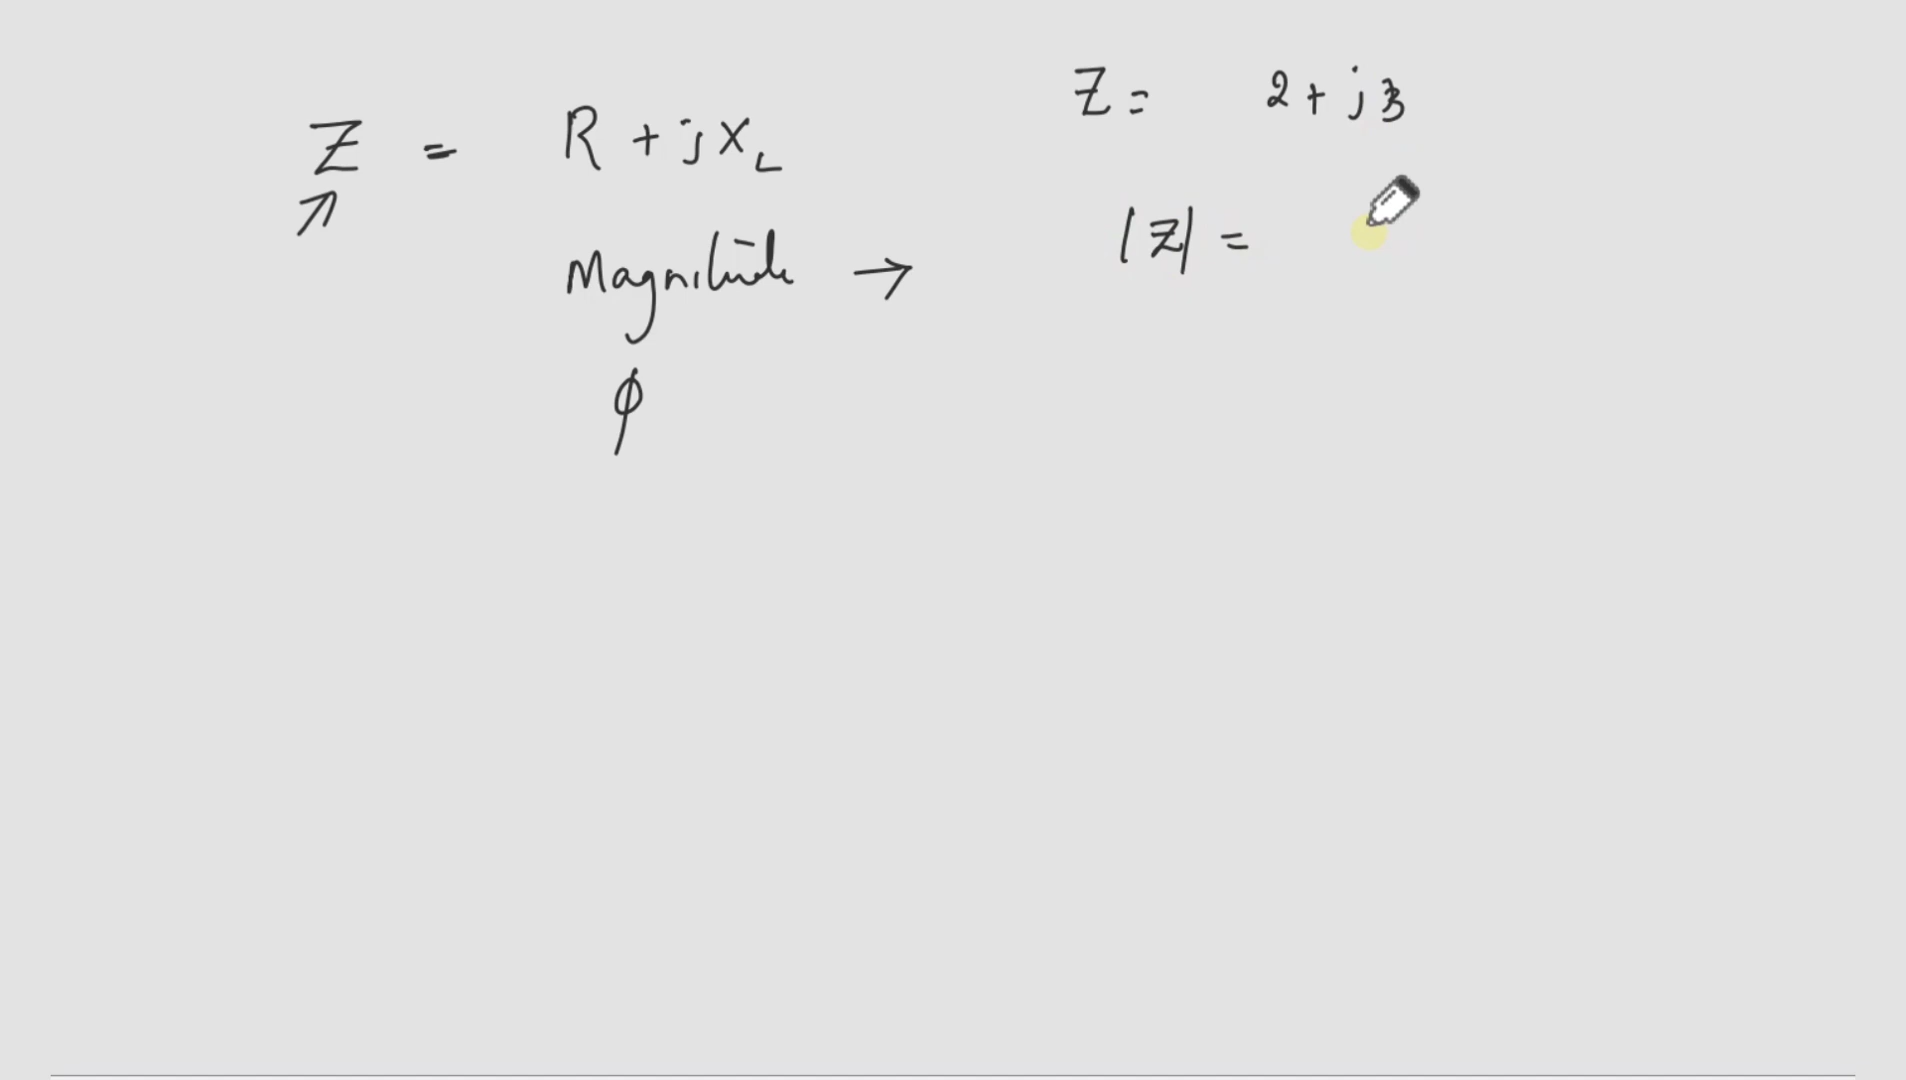 Z = R + jX_L
Magnitude →
ϕ
Z = 2 + j3
|Z| =